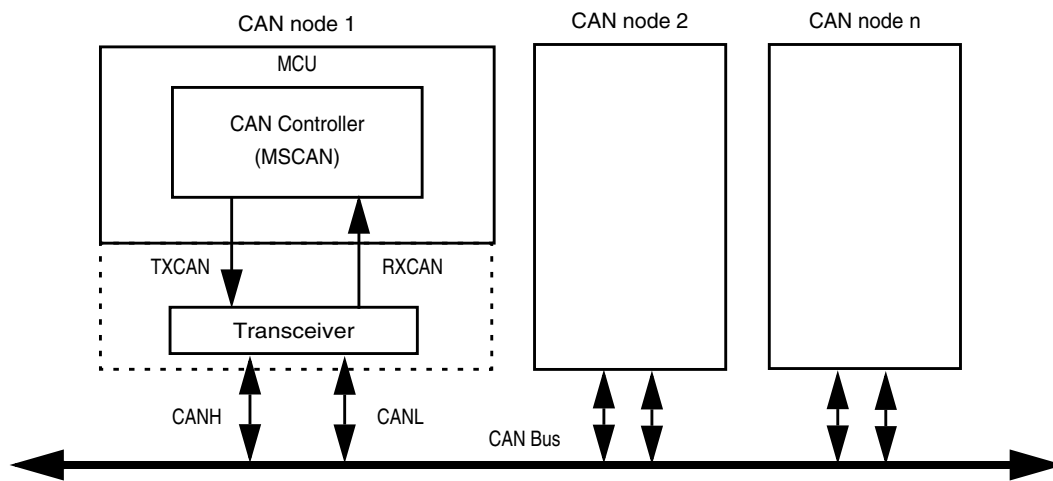 CAN node 1
CAN node 2
CAN node n
MCU
CAN Controller
(MSCAN)
TXCAN
RXCAN
Transceiver
CANH
CANL
CAN Bus